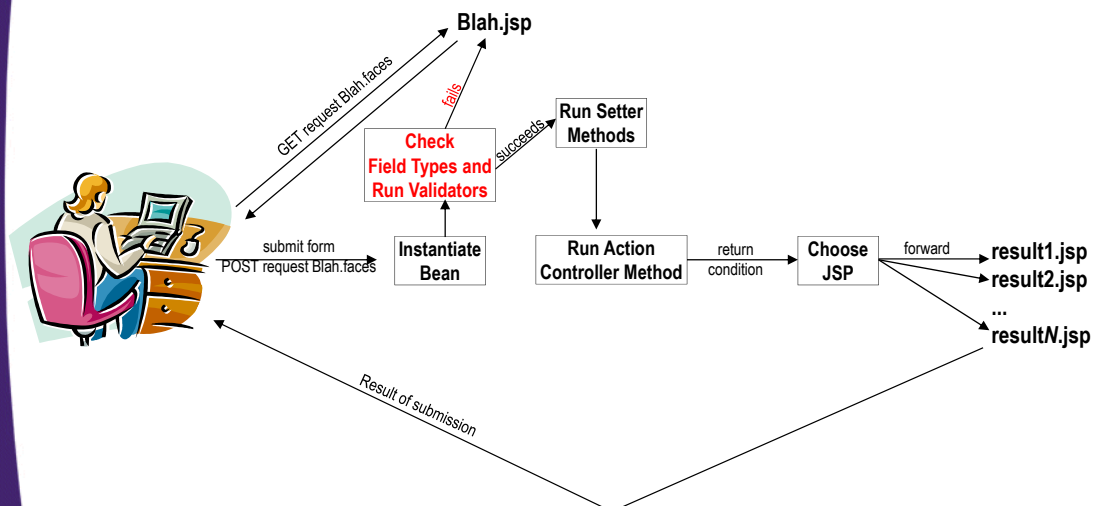 Blah.jsp
GET request Blah.faces
fails
Run Setter
Methods
Check
Field Types and
Run Validators
succeeds
submit form
POST request Blah.faces
Instantiate
Bean
Run Action
Controller Method
return
condition
Choose
JSP
forward
result1.jsp
result2.jsp
...
resultN.jsp
Result of submission